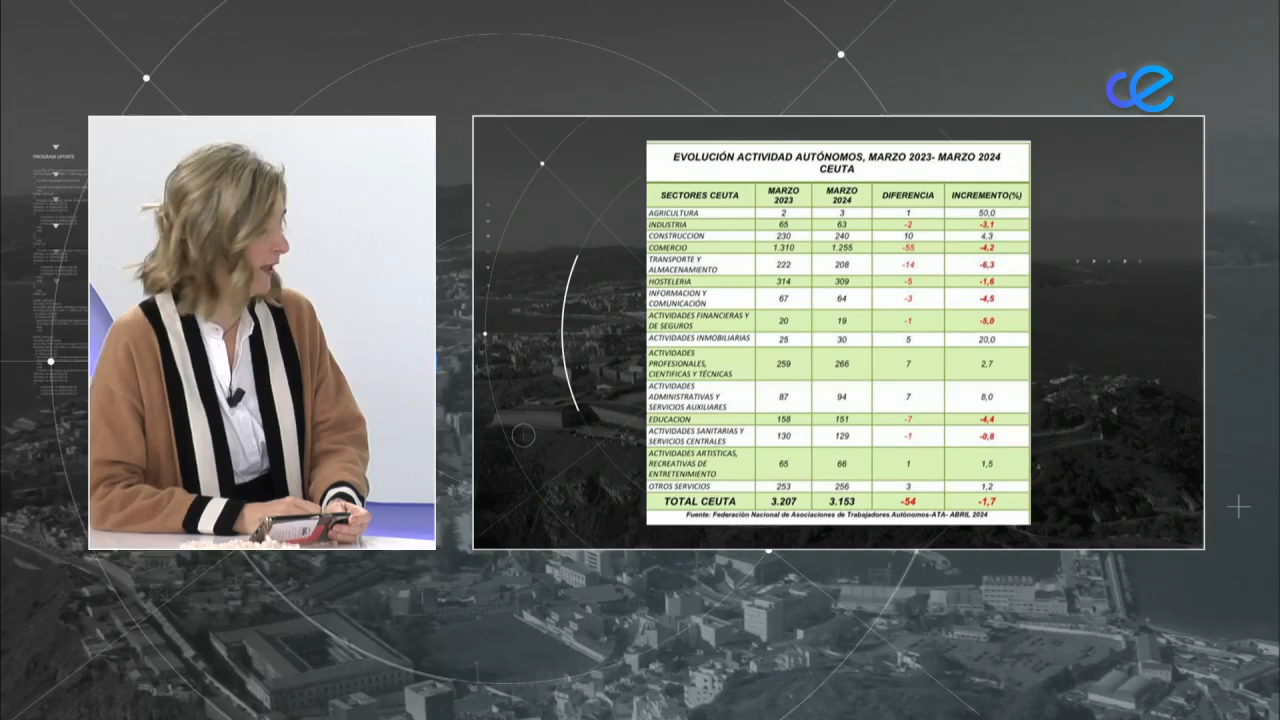 ce
PROGRAM UPORTE
EVOLUCIÓN ACTIVIDAD AUTÓNOMOS, MARZO 2023- MARZO 2024
CEUTA
SECTORES CEUTA MARZO 2023 MARZO 2024 DIFERENCIA INCREMENTO(%)
AGRICULTURA 2 3 1 50,0
INDUSTRIA 65 63 -2 -3,1
CONSTRUCCIÓN 230 240 10 4,3
COMERCIO 1.310 1.255 -55 -4,2
TRANSPORTE Y
ALMACENAMIENTO 222 208 -14 -6,3
HOSTELERIA 314 309 -5 -1,6
INFORMACION Y
COMUNICACIÓN 67 64 -3 -4,5
ACTIVIDADES FINANCIERAS Y
DE SEGUROS 20 19 -1 -5,0
ACTIVIDADES INMOBILIARIAS 25 30 5 20,0
ACTIVIDADES
PROFESIONALES,
CIENTIFICAS Y TÉCNICAS 259 266 7 2,7
ACTIVIDADES
ADMINISTRATIVAS Y
SERVICIOS AUXILIARES 87 94 7 8,0
EDUCACION 158 151 -7 -4,4
ACTIVIDADES SANITARIAS Y
SERVICIOS CENTRALES 130 129 -1 -0,8
ACTIVIDADES ARTISTICAS,
RECREATIVAS DE
ENTRETENIMIENTO 65 66 1 1,5
OTROS SERVICIOS 253 256 3 1,2
TOTAL CEUTA 3.207 3.153 -54 -1,7
Fuente: Federación Nacional de Asociaciones de Trabajadores Autónomos-ATA- ABRIL 2024